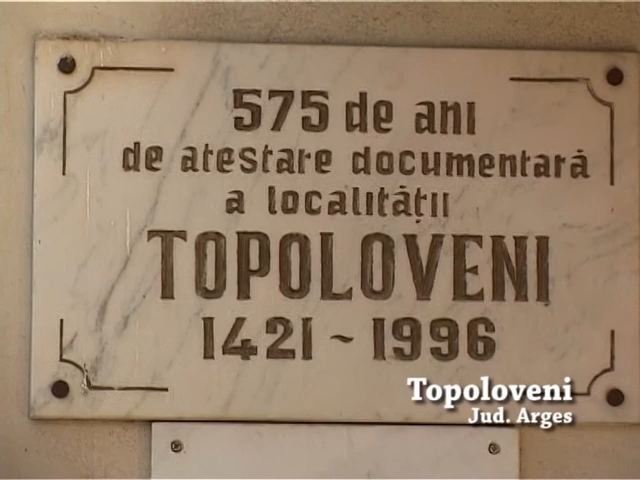 575 de ani
de atestare documentară
a localității
TOPOLOVENI
1421 ~ 1996
Topoloveni
Jud. Arges